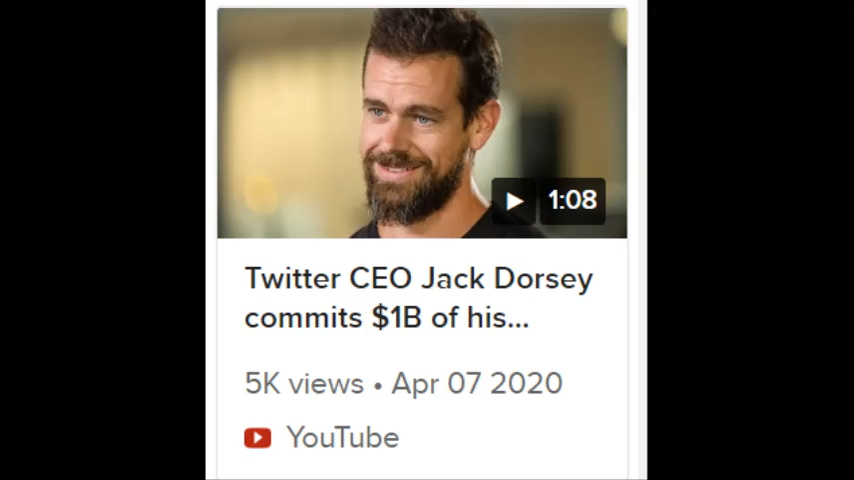 1:08
Twitter CEO Jack Dorsey
commits $1B of his...
5K views • Apr 07 2020
YouTube